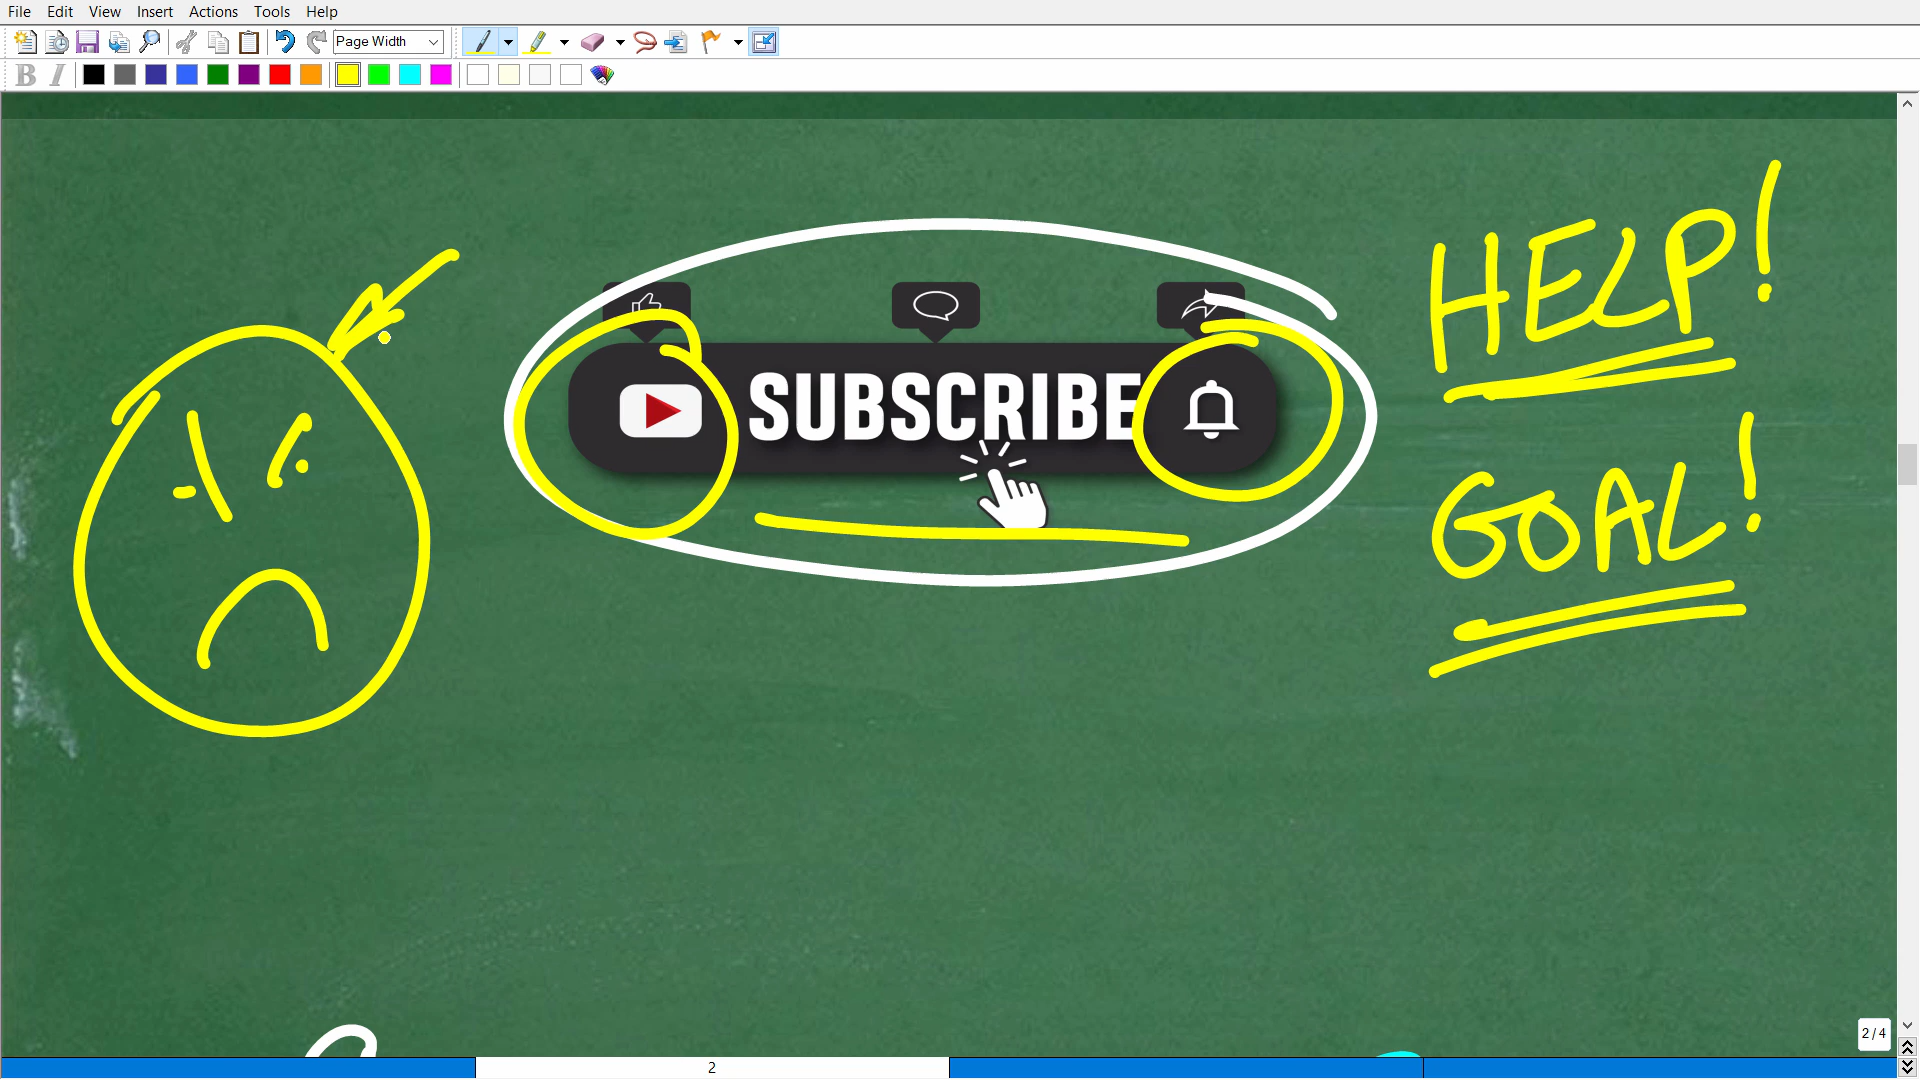 File Edit View Insert Actions Tools Help
Page Width
B I
HELP!
SUBSCRIBE
GOAL!
2 / 4
2